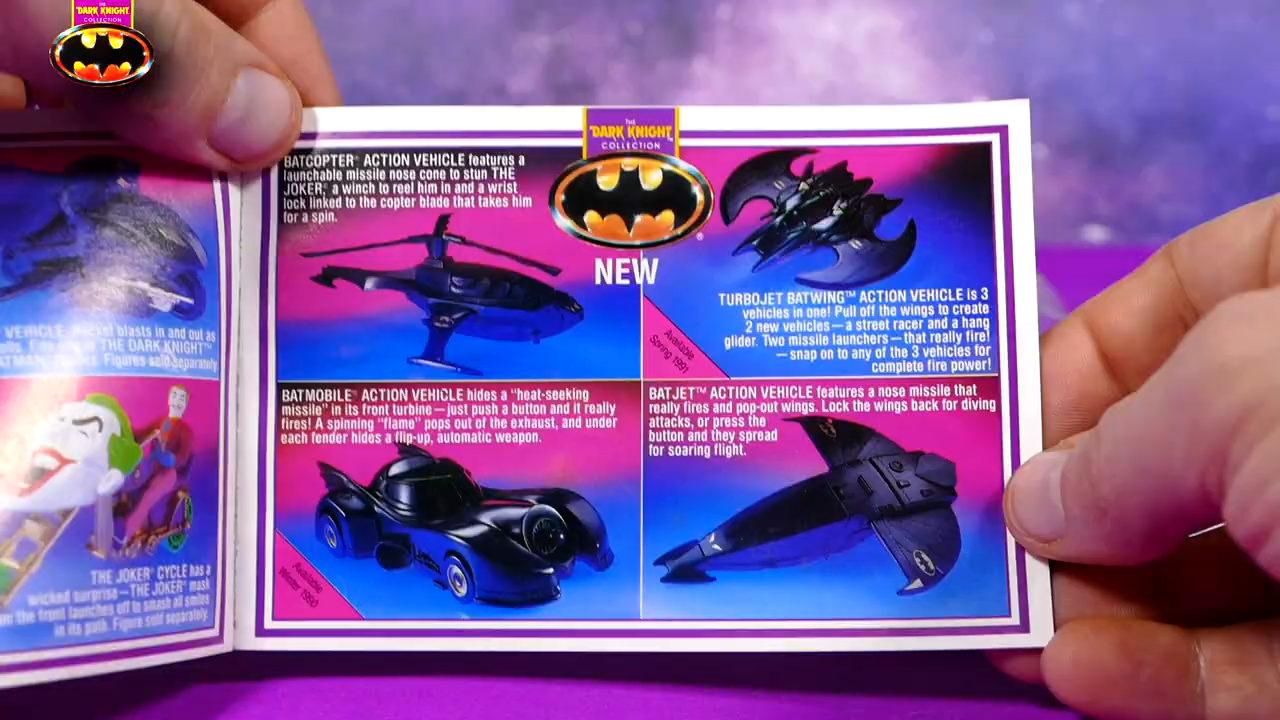 THE
DARK KNIGHT
COLLECTION
THE
DARK KNIGHT™
COLLECTION
®
NEW
BATCOPTER® ACTION VEHICLE features a
launchable missile nose cone to stun THE
JOKER,® a winch to reel him in and a wrist
lock linked to the copter blade that takes him
for a spin.
TURBOJET BATWING™ ACTION VEHICLE is 3
vehicles in one! Pull off the wings to create
2 new vehicles—a street racer and a hang
glider. Two missile launchers—that really fire!
—snap on to any of the 3 vehicles for
complete fire power!
Available
Spring 1991
BATMOBILE® ACTION VEHICLE hides a "heat-seeking
missile" in its front turbine—just push a button and it really
fires! A spinning "flame" pops out of the exhaust, and under
each fender hides a flip-up, automatic weapon.
Available
Winter 1990
BATJET™ ACTION VEHICLE features a nose missile that
really fires and pop-out wings. Lock the wings back for diving
attacks, or press the
button and they spread
for soaring flight.
VEHICLE. blasts in and out as
THE DARK KNIGHT™
Figures sold separately
THE JOKER® CYCLE has a
wicked surprise—THE JOKER® mask
the front launches off to smash all smiles
in its path. Figure sold separately.